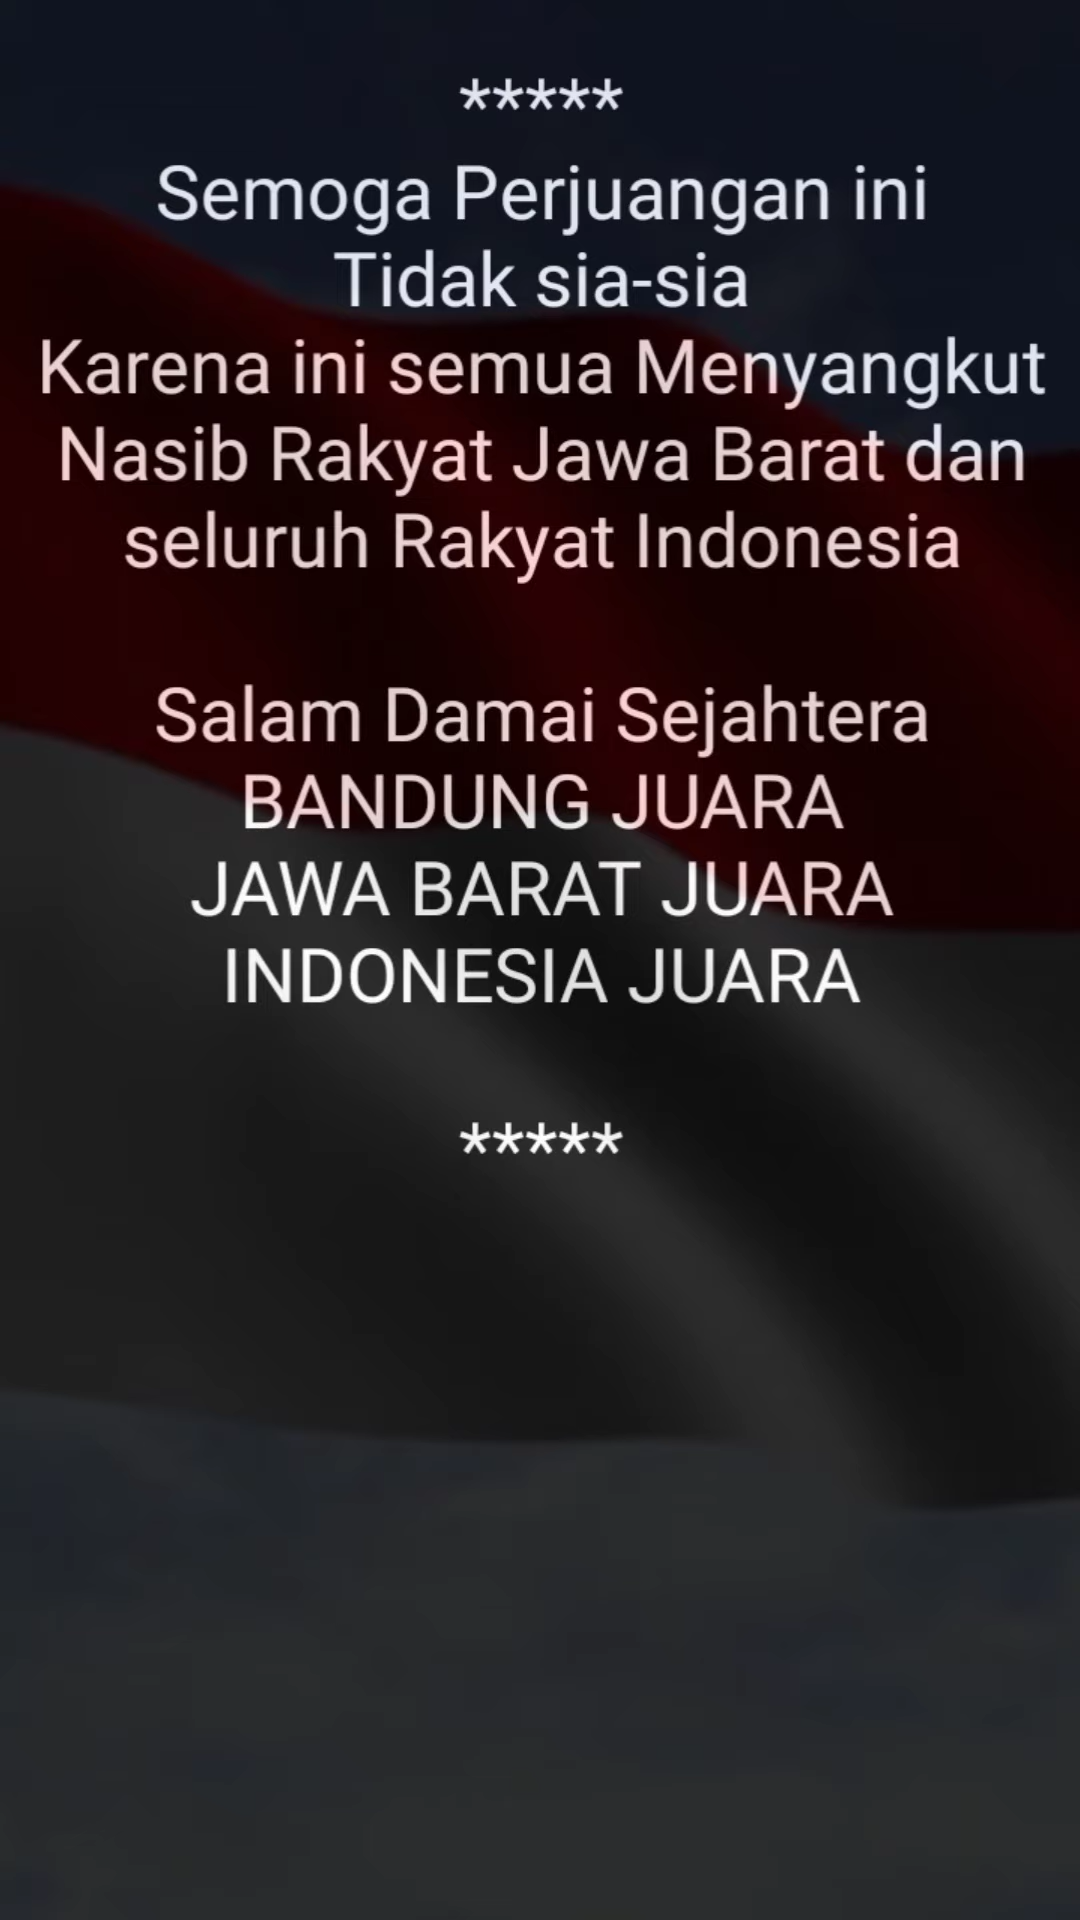 *****
Semoga Perjuangan ini
Tidak sia-sia
Karena ini semua Menyangkut
Nasib Rakyat Jawa Barat dan
seluruh Rakyat Indonesia
Salam Damai Sejahtera
BANDUNG JUARA
JAWA BARAT JUARA
INDONESIA JUARA
*****